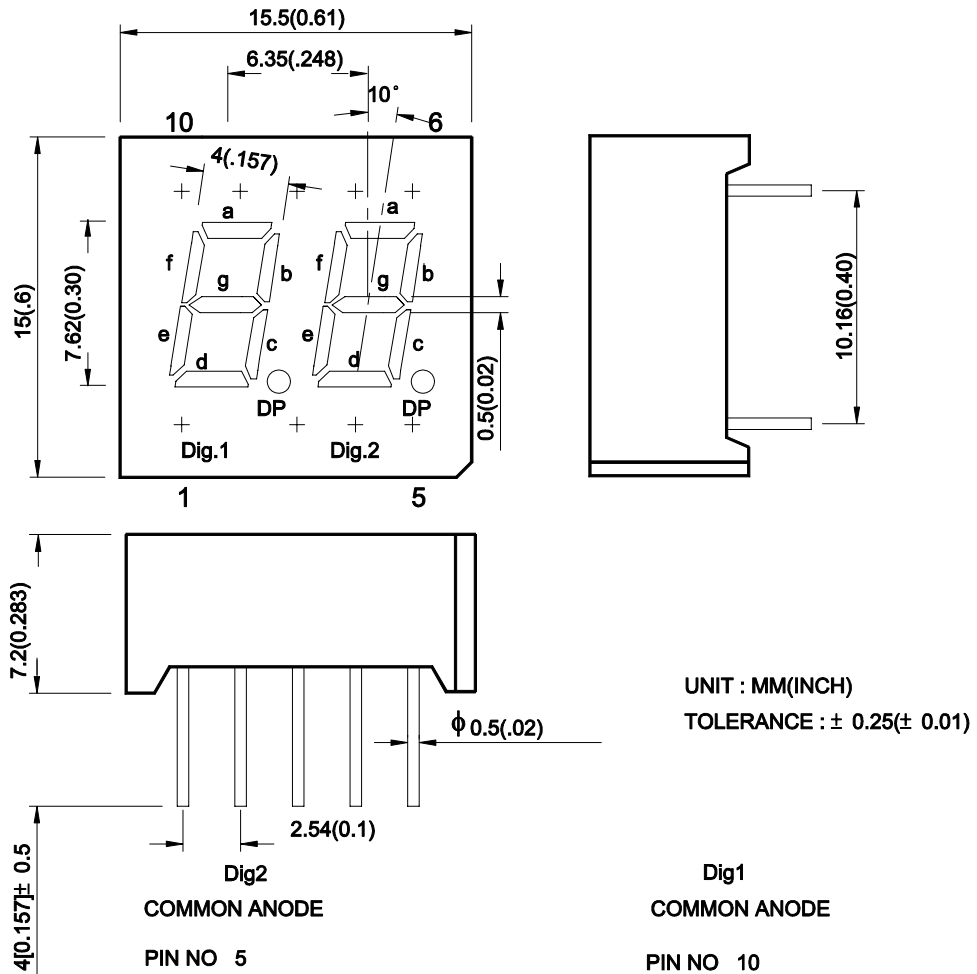 15.5(0.61)
6.35(.248)
10°
10
6
4(.157)
a
a
f
b
f
b
g
g
15(.6)
7.62(0.30)
10.16(0.40)
e
c
e
c
d
d
0.5(0.02)
DP
DP
Dig.1
Dig.2
1
5
7.2(0.283)
UNIT : MM(INCH)
ϕ 0.5(.02)
TOLERANCE : ± 0.25(± 0.01)
2.54(0.1)
4[0.157]± 0.5
Dig2
Dig1
COMMON ANODE
COMMON ANODE
PIN NO 5
PIN NO 10